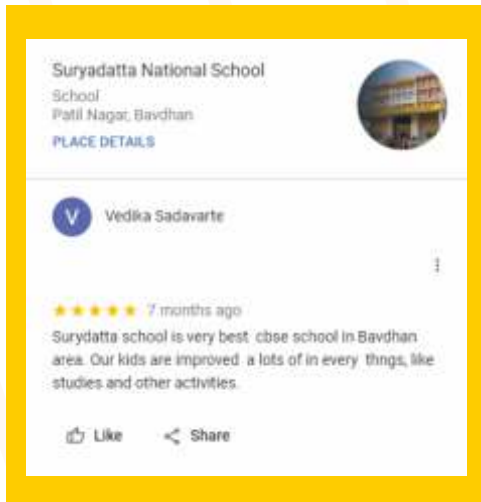 Suryadatta National School
School
Patil Nagar, Bavdhan
PLACE DETAILS
V
Vedika Sadavarte
7 months ago
Surydatta school is very best cbse school in Bavdhan
area. Our kids are improved a lots of in every thngs, like
studies and other activities.
Like
Share